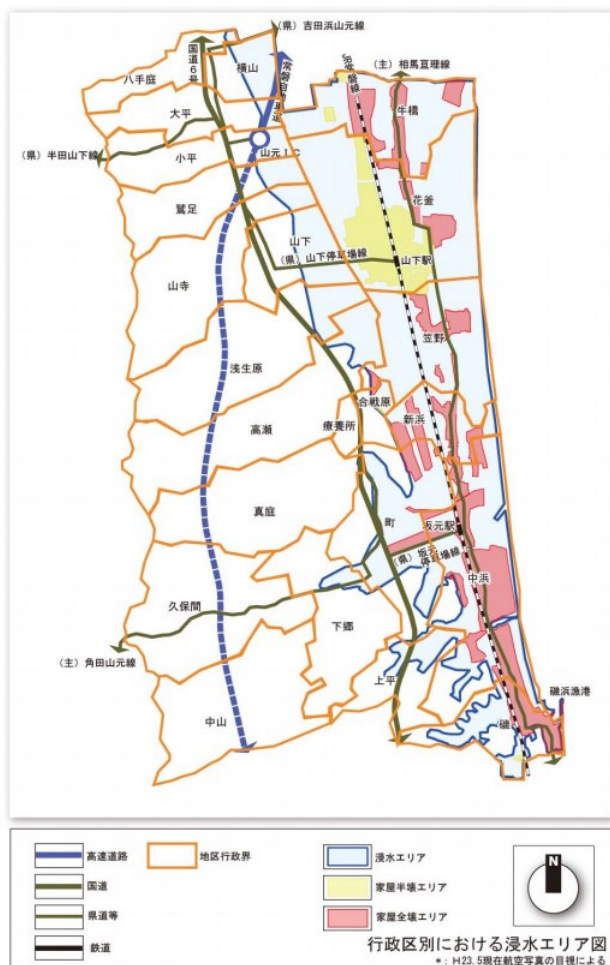 (県) 吉田浜山元線
国道6号
常磐自動車道
横山
JR常磐線
(主) 相馬亘理線
八手庭
牛橋
大平
山元IC
(県) 半田山下線
小平
花釜
鷲足
山下
(県) 山下停車場線
山下駅
山寺
笠野
浅生原
合戦原
新浜
高瀬
療養所
真庭
町
坂元駅
(県) 坂元停車場線
中浜
久保間
下郷
(主) 角田山元線
上平
磯浜漁港
中山
磯
高速道路
地区行政界
浸水エリア
国道
家屋半壊エリア
N
県道等
家屋全壊エリア
鉄道
行政区別における浸水エリア図
*:H23.5現在航空写真の目視による